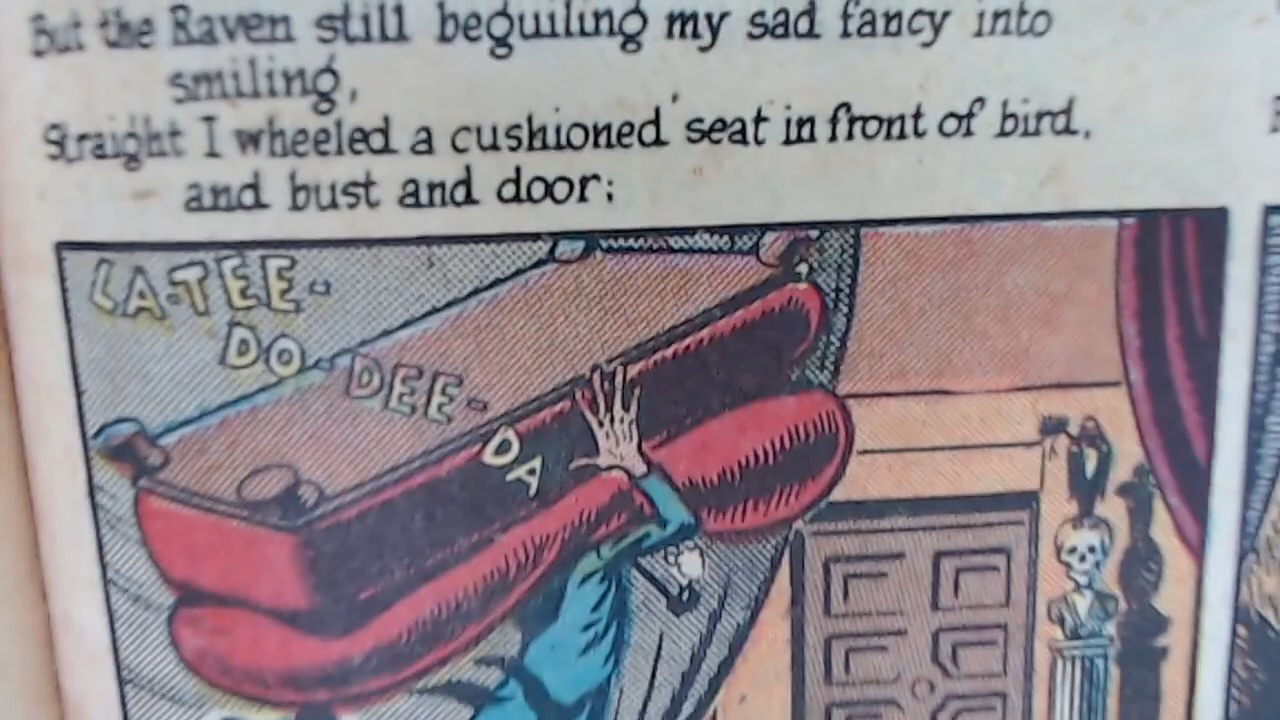 But the Raven still beguiling my sad fancy into
smiling,
Straight I wheeled a cushioned seat in front of bird,
and bust and door;
LA-TEE-
DO DEE-
DA